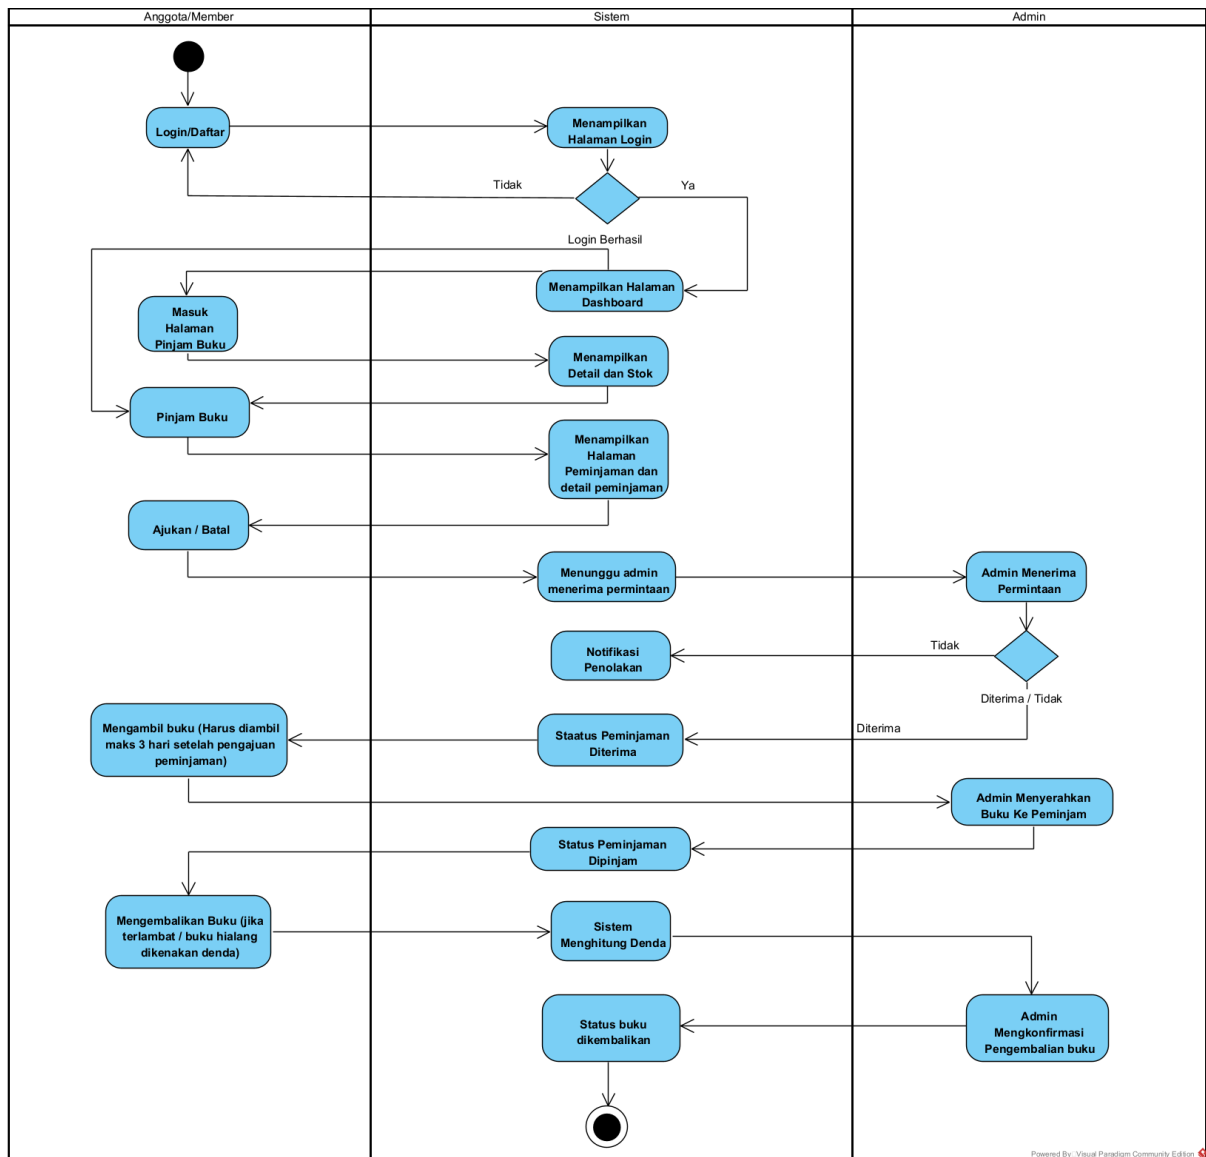 Anggota/Member
Sistem
Admin
Login/Daftar
Menampilkan
Halaman Login
Tidak
Ya
Login Berhasil
Menampilkan Halaman
Dashboard
Masuk
Halaman
Pinjam Buku
Menampilkan
Detail dan Stok
Pinjam Buku
Menampilkan
Halaman
Peminjaman dan
detail peminjaman
Ajukan / Batal
Menunggu admin
menerima permintaan
Admin Menerima
Permintaan
Notifikasi
Penolakan
Tidak
Diterima / Tidak
Mengambil buku (Harus diambil
maks 3 hari setelah pengajuan
peminjaman)
Staatus Peminjaman
Diterima
Diterima
Admin Menyerahkan
Buku Ke Peminjam
Status Peminjaman
Dipinjam
Mengembalikan Buku (jika
terlambat / buku hialang
dikenakan denda)
Sistem
Menghitung Denda
Status buku
dikembalikan
Admin
Mengkonfirmasi
Pengembalian buku
Powered By: Visual Paradigm Community Edition